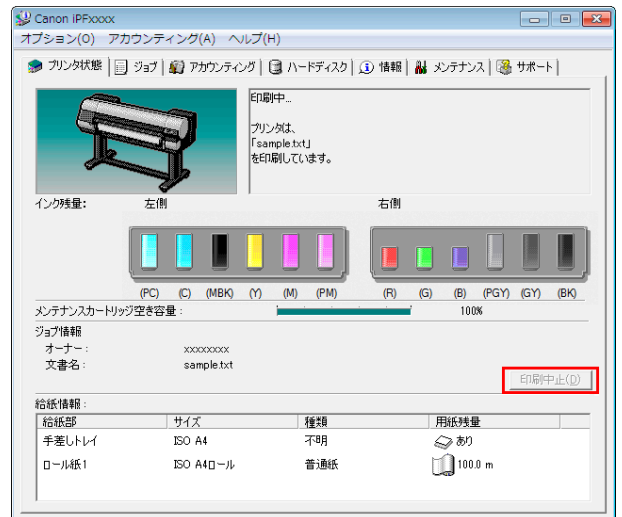 Canon iPFxxxx
オプション(O) アカウンティング(A) ヘルプ(H)
プリンタ状態 ジョブ アカウンティング ハードディスク 情報 メンテナンス サポート
印刷中...
プリンタは、
「sample.txt」
を印刷しています。
インク残量: 左側 右側
(PC) (C) (MBK) (Y) (M) (PM) (R) (G) (B) (PGY) (GY) (BK)
メンテナンスカートリッジ空き容量 : 100%
ジョブ情報
オーナー : xxxxxxxx
文書名 : sample.txt
印刷中止(D)
給紙情報 :
給紙部 サイズ 種類 用紙残量
手差しトレイ ISO A4 不明 あり
ロール紙1 ISO A4ロール 普通紙 100.0 m